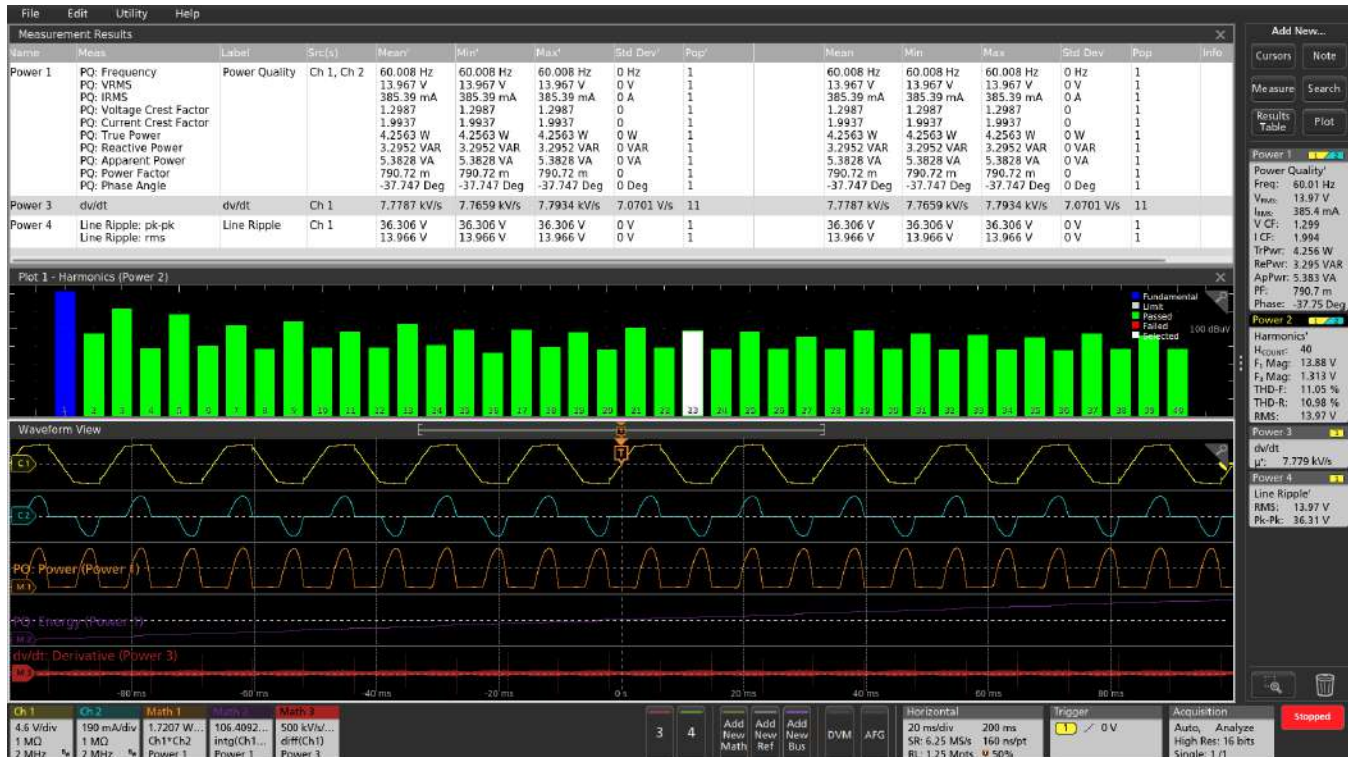 File Edit Utility Help
Measurement Results
Name Meas Label Src(s) Mean' Min' Max' Std Dev' Pop' Mean Min Max Std Dev Pop Info
Power 1 PQ: Frequency Power Quality Ch 1, Ch 2 60.008 Hz 60.008 Hz 60.008 Hz 0 Hz 1 60.008 Hz 60.008 Hz 60.008 Hz 0 Hz 1
PQ: VRMS 13.967 V 13.967 V 13.967 V 0 V 1 13.967 V 13.967 V 13.967 V 0 V 1
PQ: IRMS 385.39 mA 385.39 mA 385.39 mA 0 A 1 385.39 mA 385.39 mA 385.39 mA 0 A 1
PQ: Voltage Crest Factor 1.2987 1.2987 1.2987 0 1 1.2987 1.2987 1.2987 0 1
PQ: Current Crest Factor 1.9937 1.9937 1.9937 0 1 1.9937 1.9937 1.9937 0 1
PQ: True Power 4.2563 W 4.2563 W 4.2563 W 0 W 1 4.2563 W 4.2563 W 4.2563 W 0 W 1
PQ: Reactive Power 3.2952 VAR 3.2952 VAR 3.2952 VAR 0 VAR 1 3.2952 VAR 3.2952 VAR 3.2952 VAR 0 VAR 1
PQ: Apparent Power 5.3828 VA 5.3828 VA 5.3828 VA 0 VA 1 5.3828 VA 5.3828 VA 5.3828 VA 0 VA 1
PQ: Power Factor 790.72 m 790.72 m 790.72 m 0 1 790.72 m 790.72 m 790.72 m 0 1
PQ: Phase Angle -37.747 Deg -37.747 Deg -37.747 Deg 0 Deg 1 -37.747 Deg -37.747 Deg -37.747 Deg 0 Deg 1
Power 3 dv/dt dv/dt Ch 1 7.7787 kV/s 7.7659 kV/s 7.7934 kV/s 7.0701 V/s 11 7.7787 kV/s 7.7659 kV/s 7.7934 kV/s 7.0701 V/s 11
Power 4 Line Ripple: pk-pk Line Ripple Ch 1 36.306 V 36.306 V 36.306 V 0 V 1 36.306 V 36.306 V 36.306 V 0 V 1
Line Ripple: rms 13.966 V 13.966 V 13.966 V 0 V 1 13.966 V 13.966 V 13.966 V 0 V 1
Plot 1 - Harmonics (Power 2)
Fundamental
Limit
Passed
Failed
Selected
100 dBuV
1 2 3 4 5 6 7 8 9 10 11 12 13 14 15 16 17 18 19 20 21 22 23 24 25 26 27 28 29 30 31 32 33 34 35 36 37 38 39 40
Waveform View
T
C1
C2
PQ: Power (Power 1)
M1
PQ: Energy (Power 1)
M2
dv/dt: Derivative (Power 3)
M3
-80 ms -60 ms -40 ms -20 ms 0 s 20 ms 40 ms 60 ms 80 ms
Add New...
Cursors Note
Measure Search
Results Table Plot
Power 1 1 2
Power Quality'
Freq: 60.01 Hz
VRMS: 13.97 V
IRMS: 385.4 mA
V CF: 1.299
I CF: 1.994
TrPwr: 4.256 W
RePwr: 3.295 VAR
ApPwr: 5.383 VA
PF: 790.7 m
Phase: -37.75 Deg
Power 2 1 2
Harmonics'
HCOUNT: 40
F₁ Mag: 13.88 V
F₃ Mag: 1.313 V
THD-F: 11.05 %
THD-R: 10.98 %
RMS: 13.97 V
Power 3 1
dv/dt
μ': 7.779 kV/s
Power 4 1
Line Ripple'
RMS: 13.97 V
Pk-Pk: 36.31 V
Ch 1 Ch 2 Math 1 Math 2 Math 3
4.6 V/div 190 mA/div 1.7207 W... 106.4092... 500 kV/s/...
1 MΩ 1 MΩ Ch1*Ch2 intg(Ch1... diff(Ch1)
2 MHz 2 MHz Power 1 Power 1 Power 3
3 4 Add New Math Add New Ref Add New Bus DVM AFG
Horizontal
20 ms/div 200 ms
SR: 6.25 MS/s 160 ns/pt
RL: 1.25 Mpts 50%
Trigger
1 0 V
Acquisition
Auto, Analyze
High Res: 16 bits
Single: 1/1
Stopped